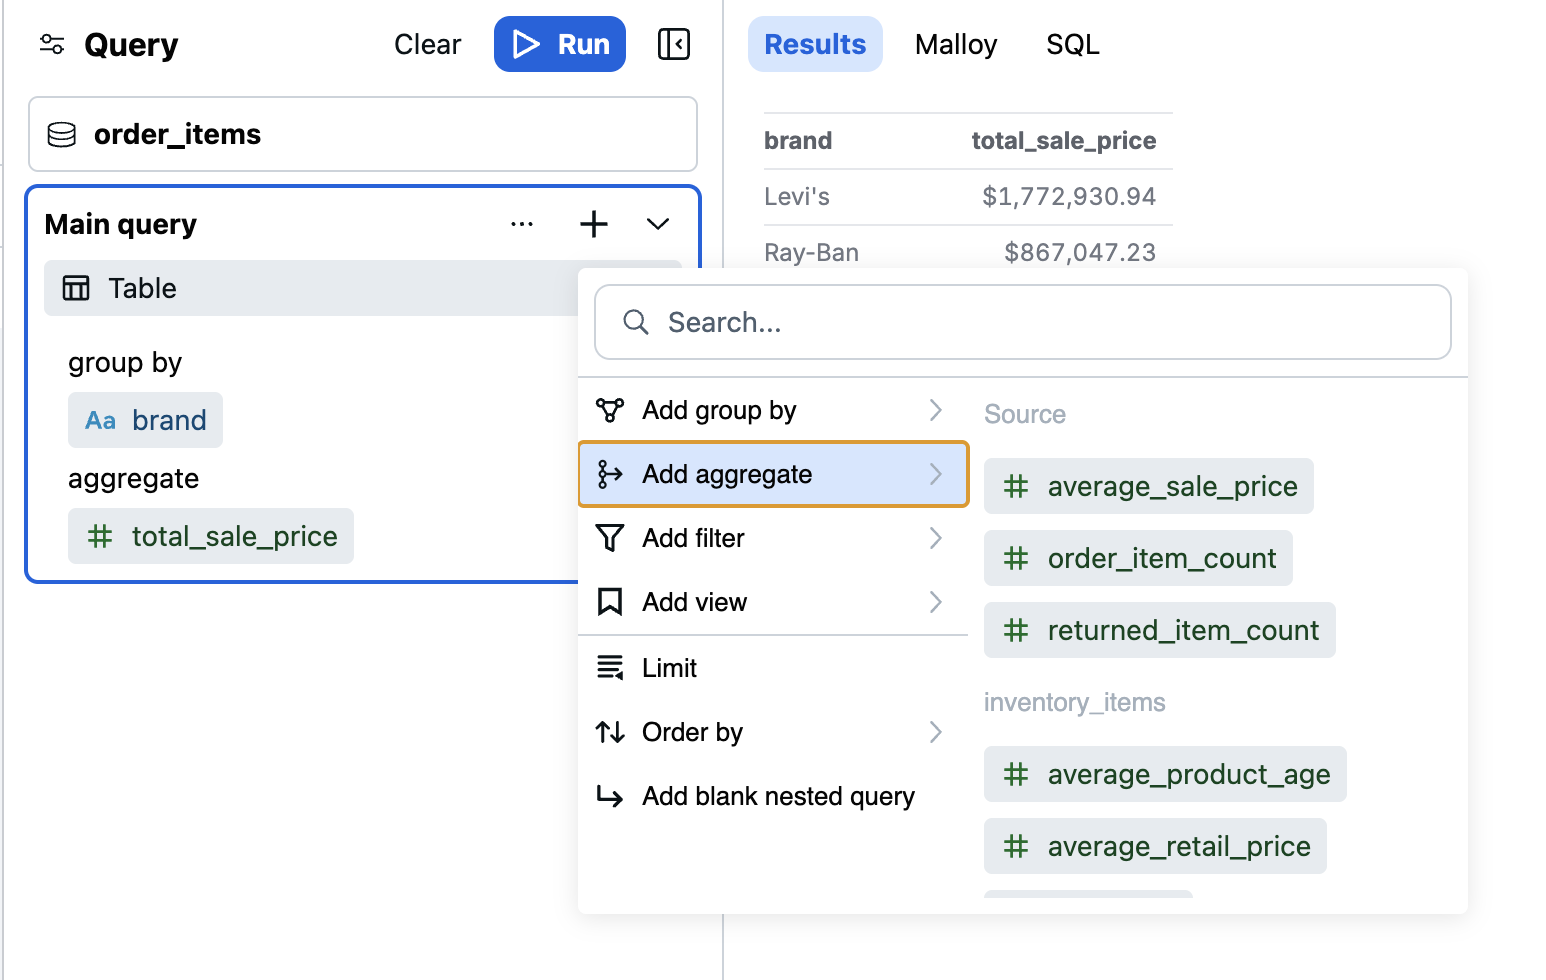 Query
Clear
Run
order_items
Main query
Table
group by
Aa brand
aggregate
# total_sale_price
Results
Malloy
SQL
brand total_sale_price
Levi's $1,772,930.94
Ray-Ban $867,047.23
Search...
Add group by
Add aggregate
Add filter
Add view
Limit
Order by
Add blank nested query
Source
# average_sale_price
# order_item_count
# returned_item_count
inventory_items
# average_product_age
# average_retail_price